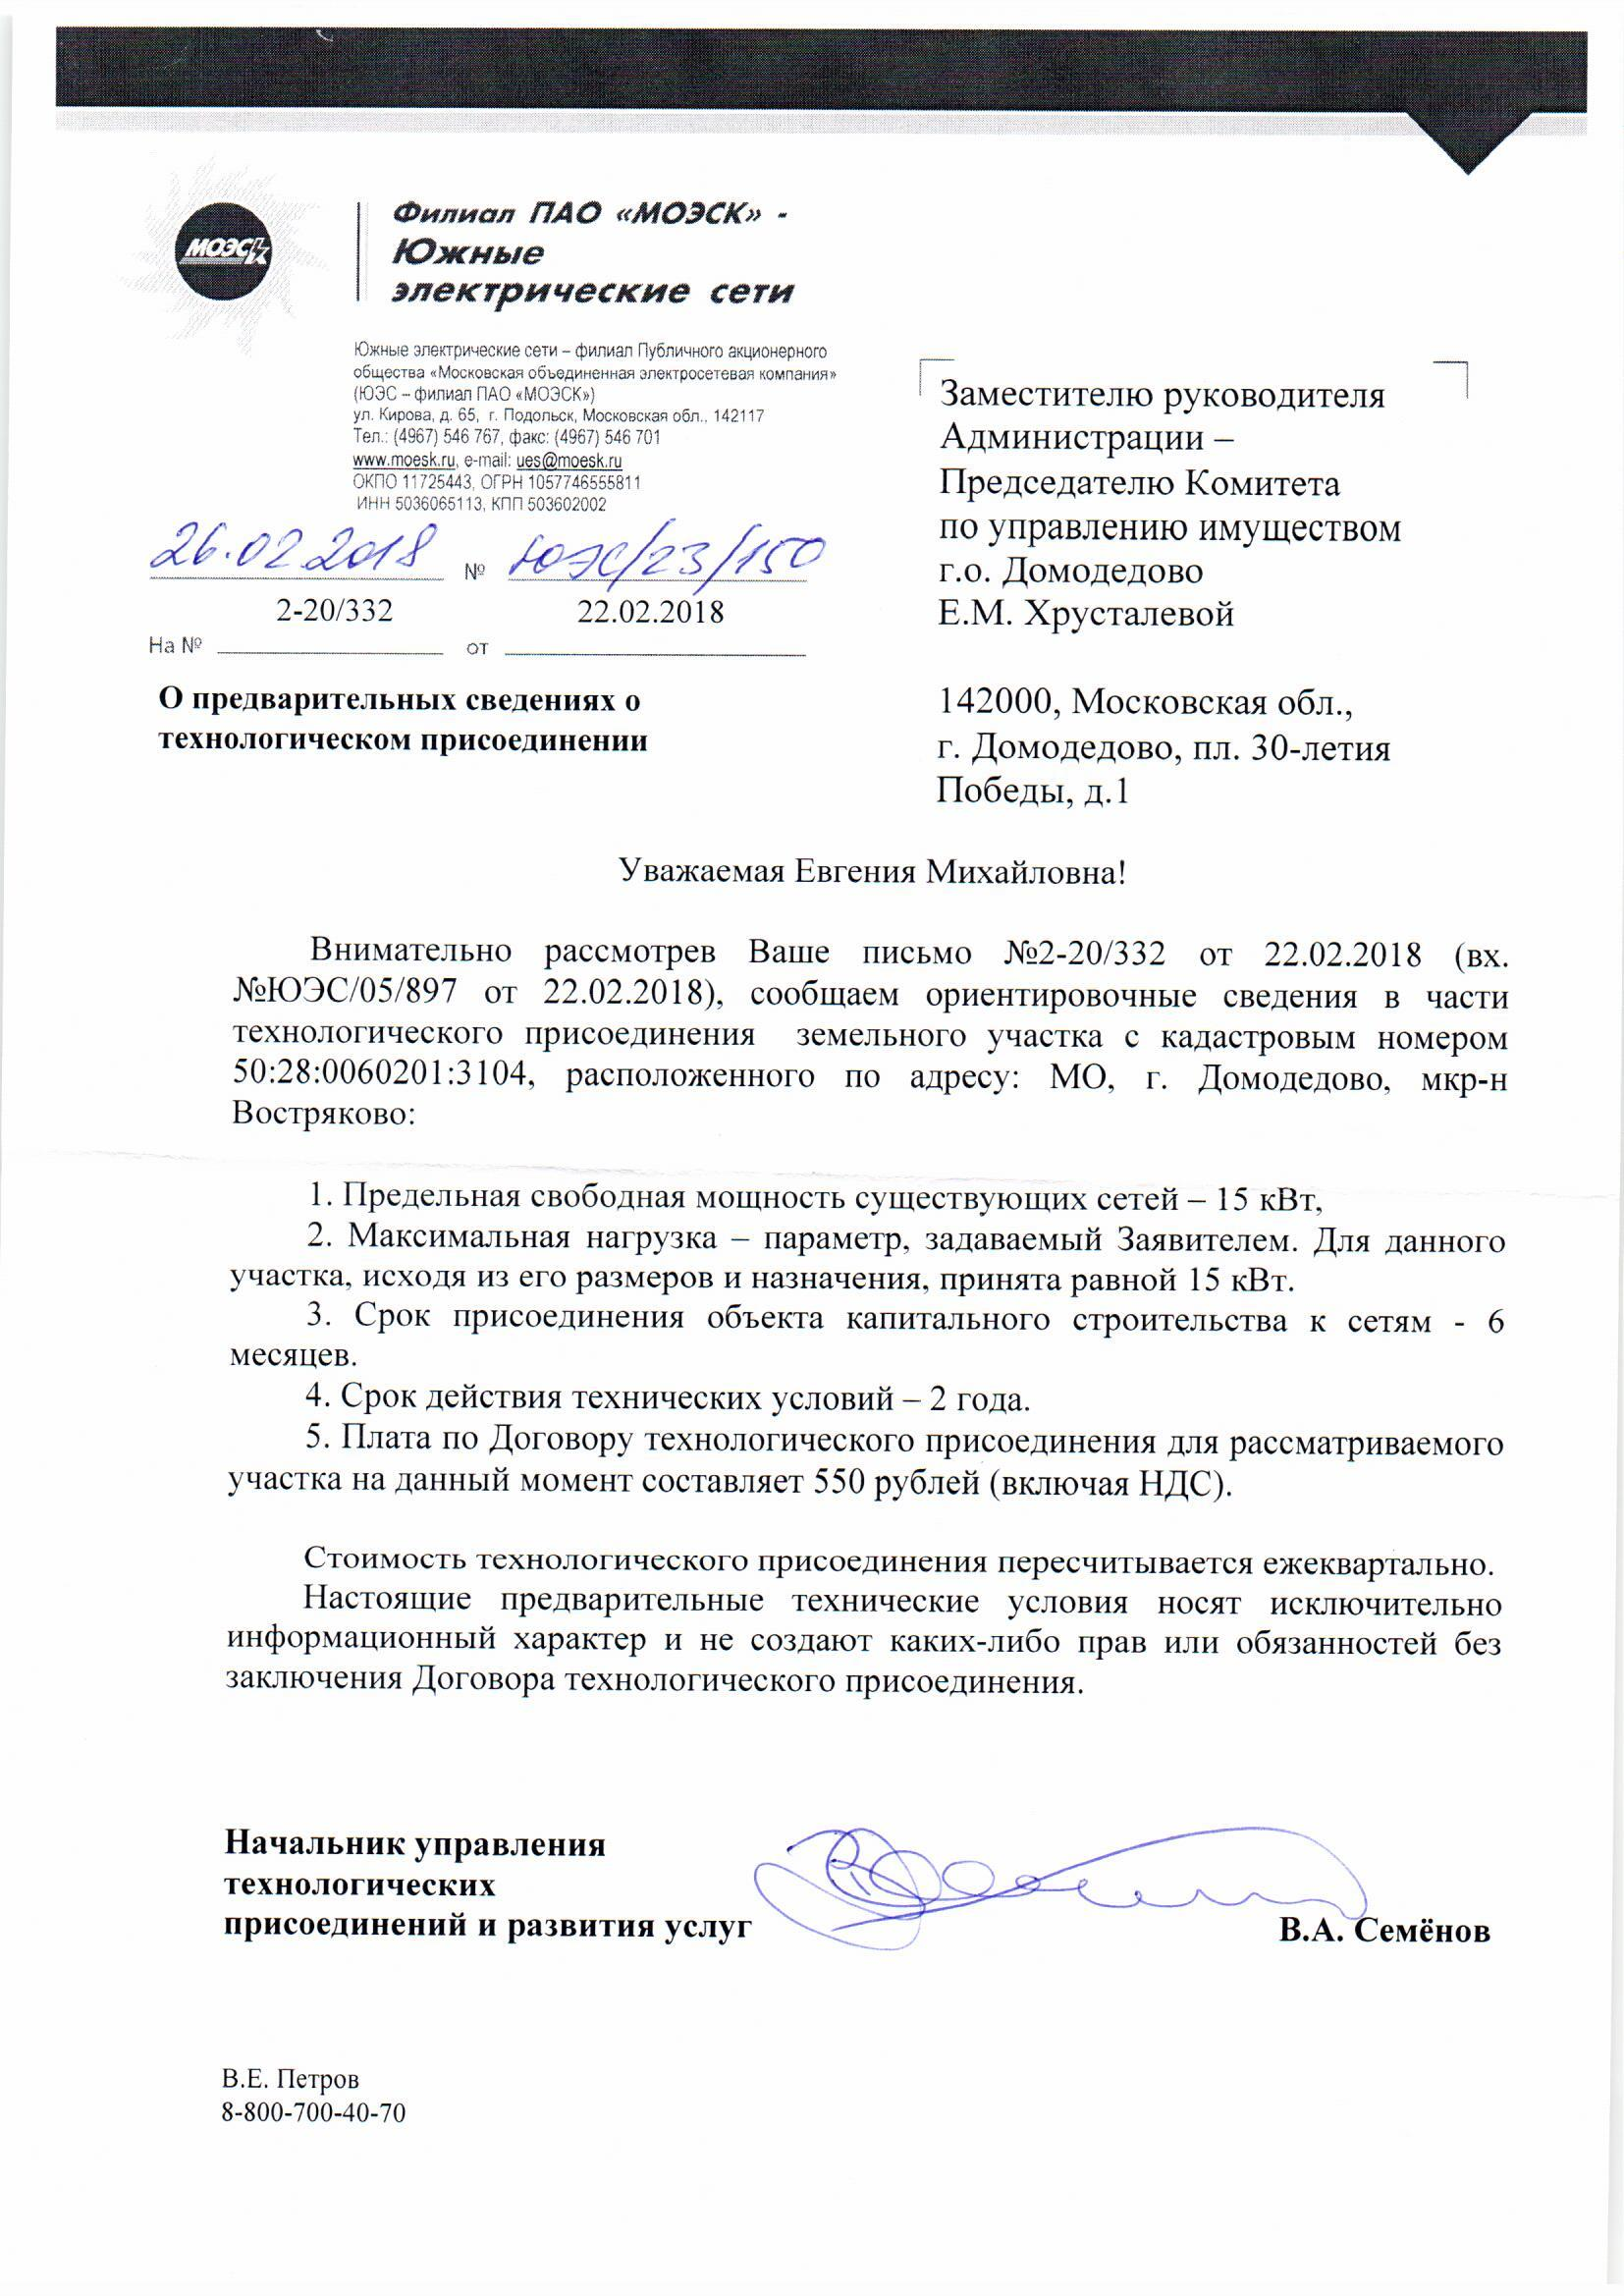 МОЭСК
Филиал ПАО «МОЭСК» -
Южные
электрические сети
Южные электрические сети – филиал Публичного акционерного
общества «Московская объединенная электросетевая компания»
(ЮЭС – филиал ПАО «МОЭСК»)
ул. Кирова, д. 65, г. Подольск, Московская обл., 142117
Тел.: (4967) 546 767, факс: (4967) 546 701
www.moesk.ru, e-mail: ues@moesk.ru
ОКПО 11725443, ОГРН 1057746555811
ИНН 5036065113, КПП 503602002
26.02.2018 № ЮЭС/23/150
2-20/332 22.02.2018
На № от
О предварительных сведениях о
технологическом присоединении
Заместителю руководителя
Администрации –
Председателю Комитета
по управлению имуществом
г.о. Домодедово
Е.М. Хрусталевой
142000, Московская обл.,
г. Домодедово, пл. 30-летия
Победы, д.1
Уважаемая Евгения Михайловна!
Внимательно рассмотрев Ваше письмо №2-20/332 от 22.02.2018 (вх.
№ЮЭС/05/897 от 22.02.2018), сообщаем ориентировочные сведения в части
технологического присоединения земельного участка с кадастровым номером
50:28:0060201:3104, расположенного по адресу: МО, г. Домодедово, мкр-н
Востряково:
1. Предельная свободная мощность существующих сетей – 15 кВт,
2. Максимальная нагрузка – параметр, задаваемый Заявителем. Для данного
участка, исходя из его размеров и назначения, принята равной 15 кВт.
3. Срок присоединения объекта капитального строительства к сетям - 6
месяцев.
4. Срок действия технических условий – 2 года.
5. Плата по Договору технологического присоединения для рассматриваемого
участка на данный момент составляет 550 рублей (включая НДС).
Стоимость технологического присоединения пересчитывается ежеквартально.
Настоящие предварительные технические условия носят исключительно
информационный характер и не создают каких-либо прав или обязанностей без
заключения Договора технологического присоединения.
Начальник управления
технологических
присоединений и развития услуг
В.А. Семёнов
В.Е. Петров
8-800-700-40-70